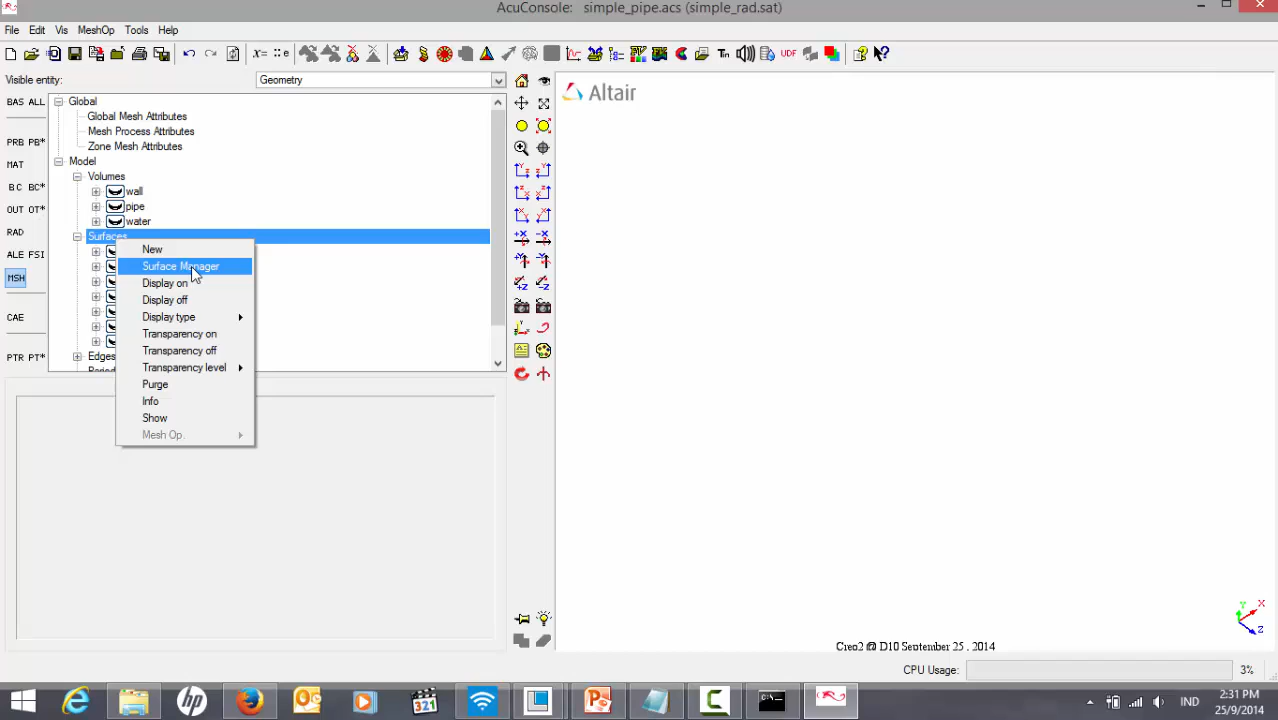 AcuConsole: simple_pipe.acs (simple_rad.sat)
File Edit Vis MeshOp Tools Help
UDF
Visible entity: Geometry
BAS ALL
PRB PB*
MAT
BC BC*
OUT OT*
RAD
ALE FSI
MSH
CAE
PTR PT*
Global
Global Mesh Attributes
Mesh Process Attributes
Zone Mesh Attributes
Model
Volumes
wall
pipe
water
Surfaces
Edges
New
Surface Manager
Display on
Display off
Display type
Transparency on
Transparency off
Transparency level
Purge
Info
Show
Mesh Op.
Altair
Y
X
Z
Creo2 @ D10 September 25 , 2014
CPU Usage: 3%
321
IND
2:31 PM
25/9/2014